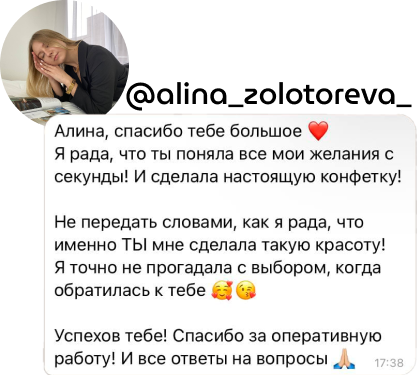 @alina_zolotoreva_
Алина, спасибо тебе большое ❤️
Я рада, что ты поняла все мои желания с
секунды! И сделала настоящую конфетку!
Не передать словами, как я рада, что
именно ТЫ мне сделала такую красоту!
Я точно не прогадала с выбором, когда
обратилась к тебе 🥰😘
Успехов тебе! Спасибо за оперативную
работу! И все ответы на вопросы 🙏🏻
17:38